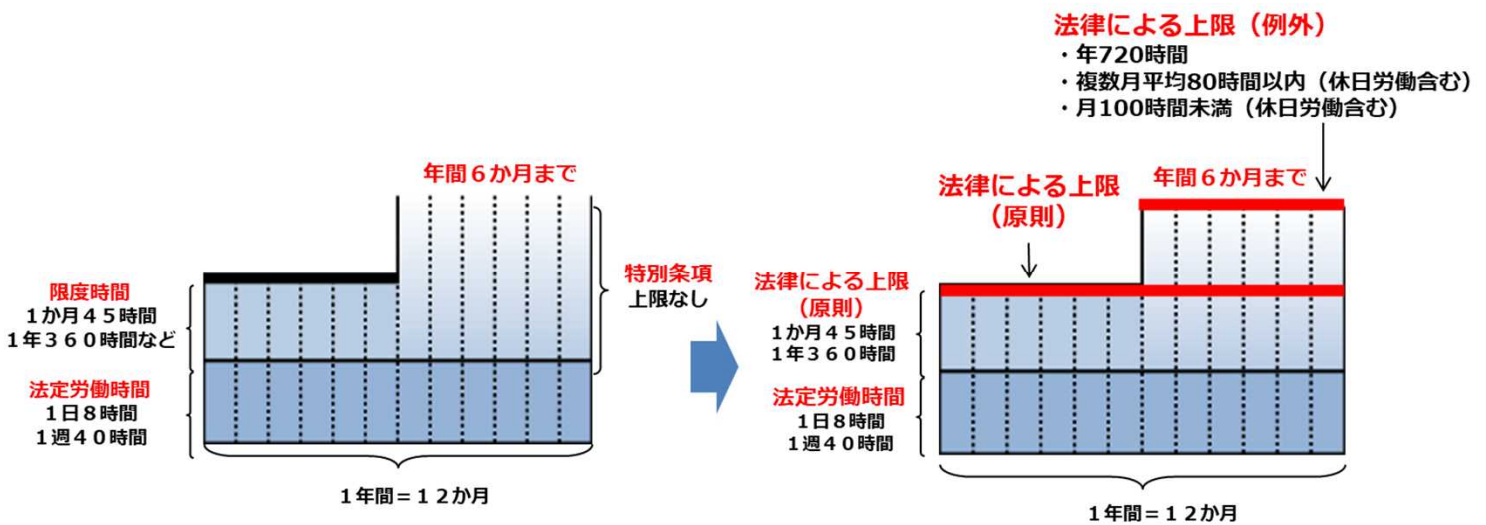 年間６か月まで
限度時間
１か月４５時間
１年３６０時間など
法定労働時間
１日８時間
１週４０時間
特別条項
上限なし
１年間＝１２か月
法律による上限（例外）
・年720時間
・複数月平均80時間以内（休日労働含む）
・月100時間未満（休日労働含む）
法律による上限
（原則）
年間６か月まで
法律による上限
（原則）
１か月４５時間
１年３６０時間
法定労働時間
１日８時間
１週４０時間
１年間＝１２か月